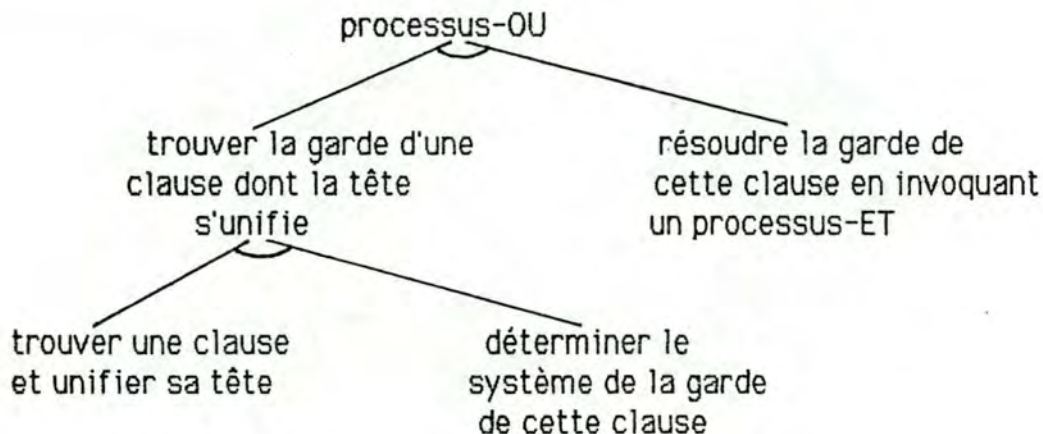 processus-OU
trouver la garde d'une
clause dont la tête
s'unifie
résoudre la garde de
cette clause en invoquant
un processus-ET
trouver une clause
et unifier sa tête
déterminer le
système de la garde
de cette clause